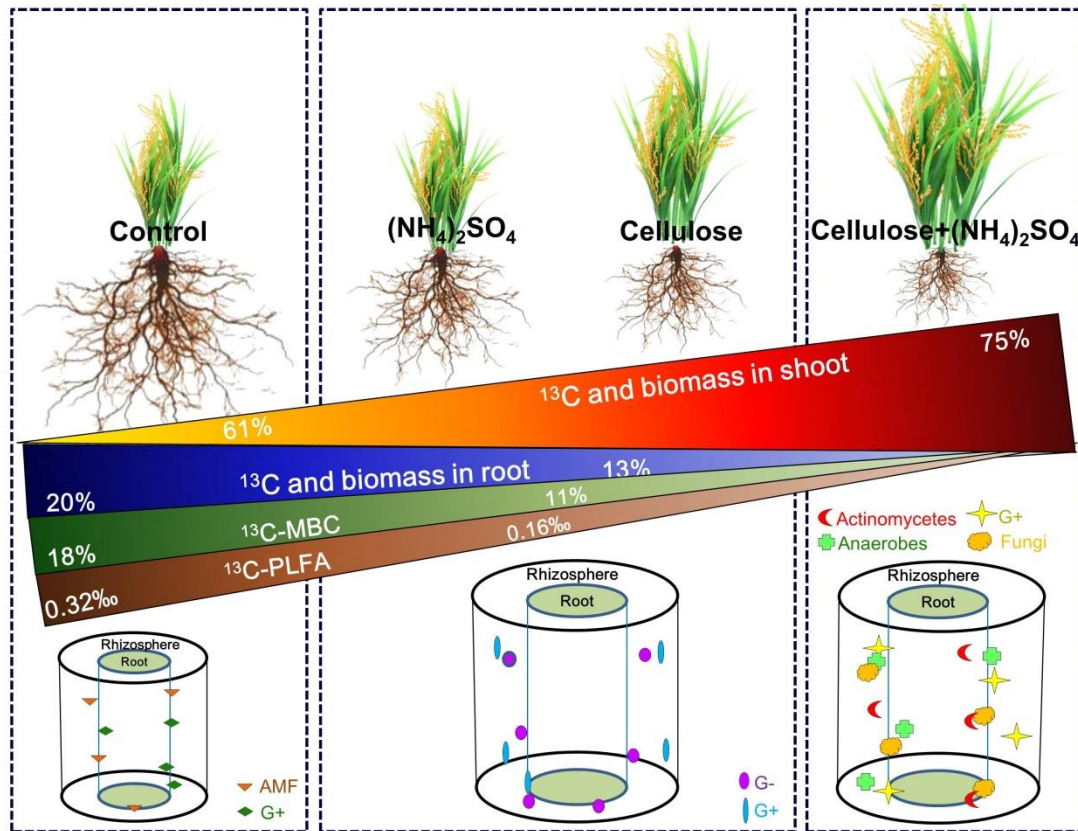 Control
(NH₄)₂SO₄
Cellulose
Cellulose+(NH₄)₂SO₄
75%
¹³C and biomass in shoot
61%
¹³C and biomass in root
13%
20%
11%
¹³C-MBC
0.16‰
18%
¹³C-PLFA
0.32‰
Rhizosphere
Root
AMF
G+
Rhizosphere
Root
G-
G+
Actinomycetes
G+
Anaerobes
Fungi
Rhizosphere
Root